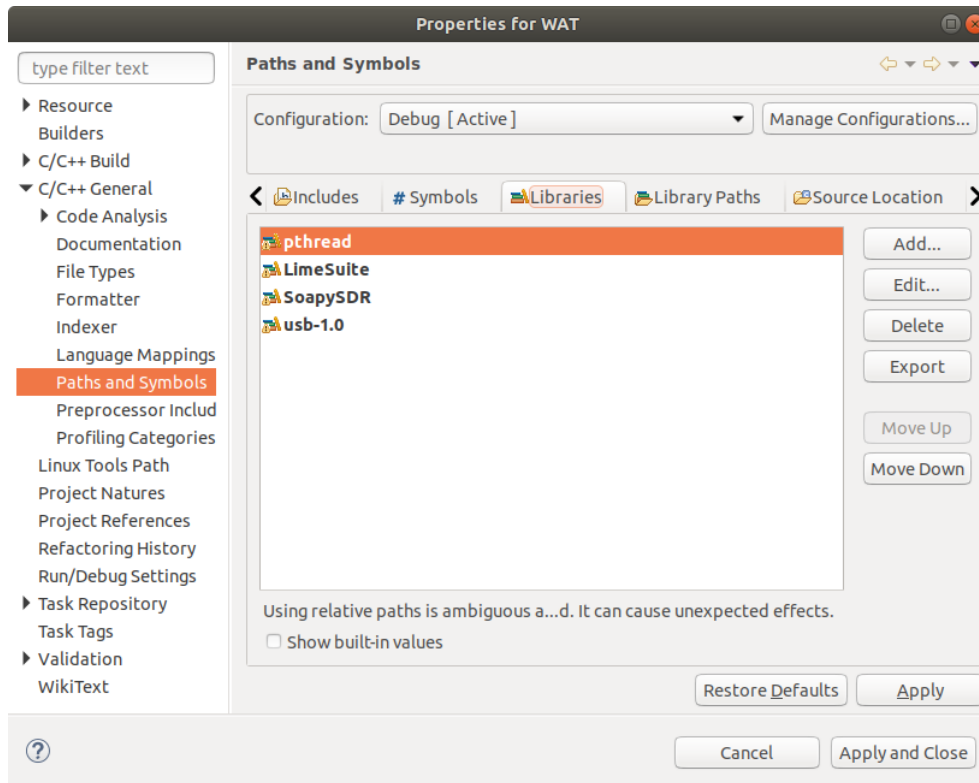 Properties for WAT
type filter text
Resource
Builders
C/C++ Build
C/C++ General
Code Analysis
Documentation
File Types
Formatter
Indexer
Language Mappings
Paths and Symbols
Preprocessor Includ
Profiling Categories
Linux Tools Path
Project Natures
Project References
Refactoring History
Run/Debug Settings
Task Repository
Task Tags
Validation
WikiText
Paths and Symbols
Configuration: Debug [ Active ] Manage Configurations...
Includes # Symbols Libraries Library Paths Source Location
pthread
LimeSuite
SoapySDR
usb-1.0
Add...
Edit...
Delete
Export
Move Up
Move Down
Using relative paths is ambiguous a...d. It can cause unexpected effects.
Show built-in values
Restore Defaults Apply
? Cancel Apply and Close